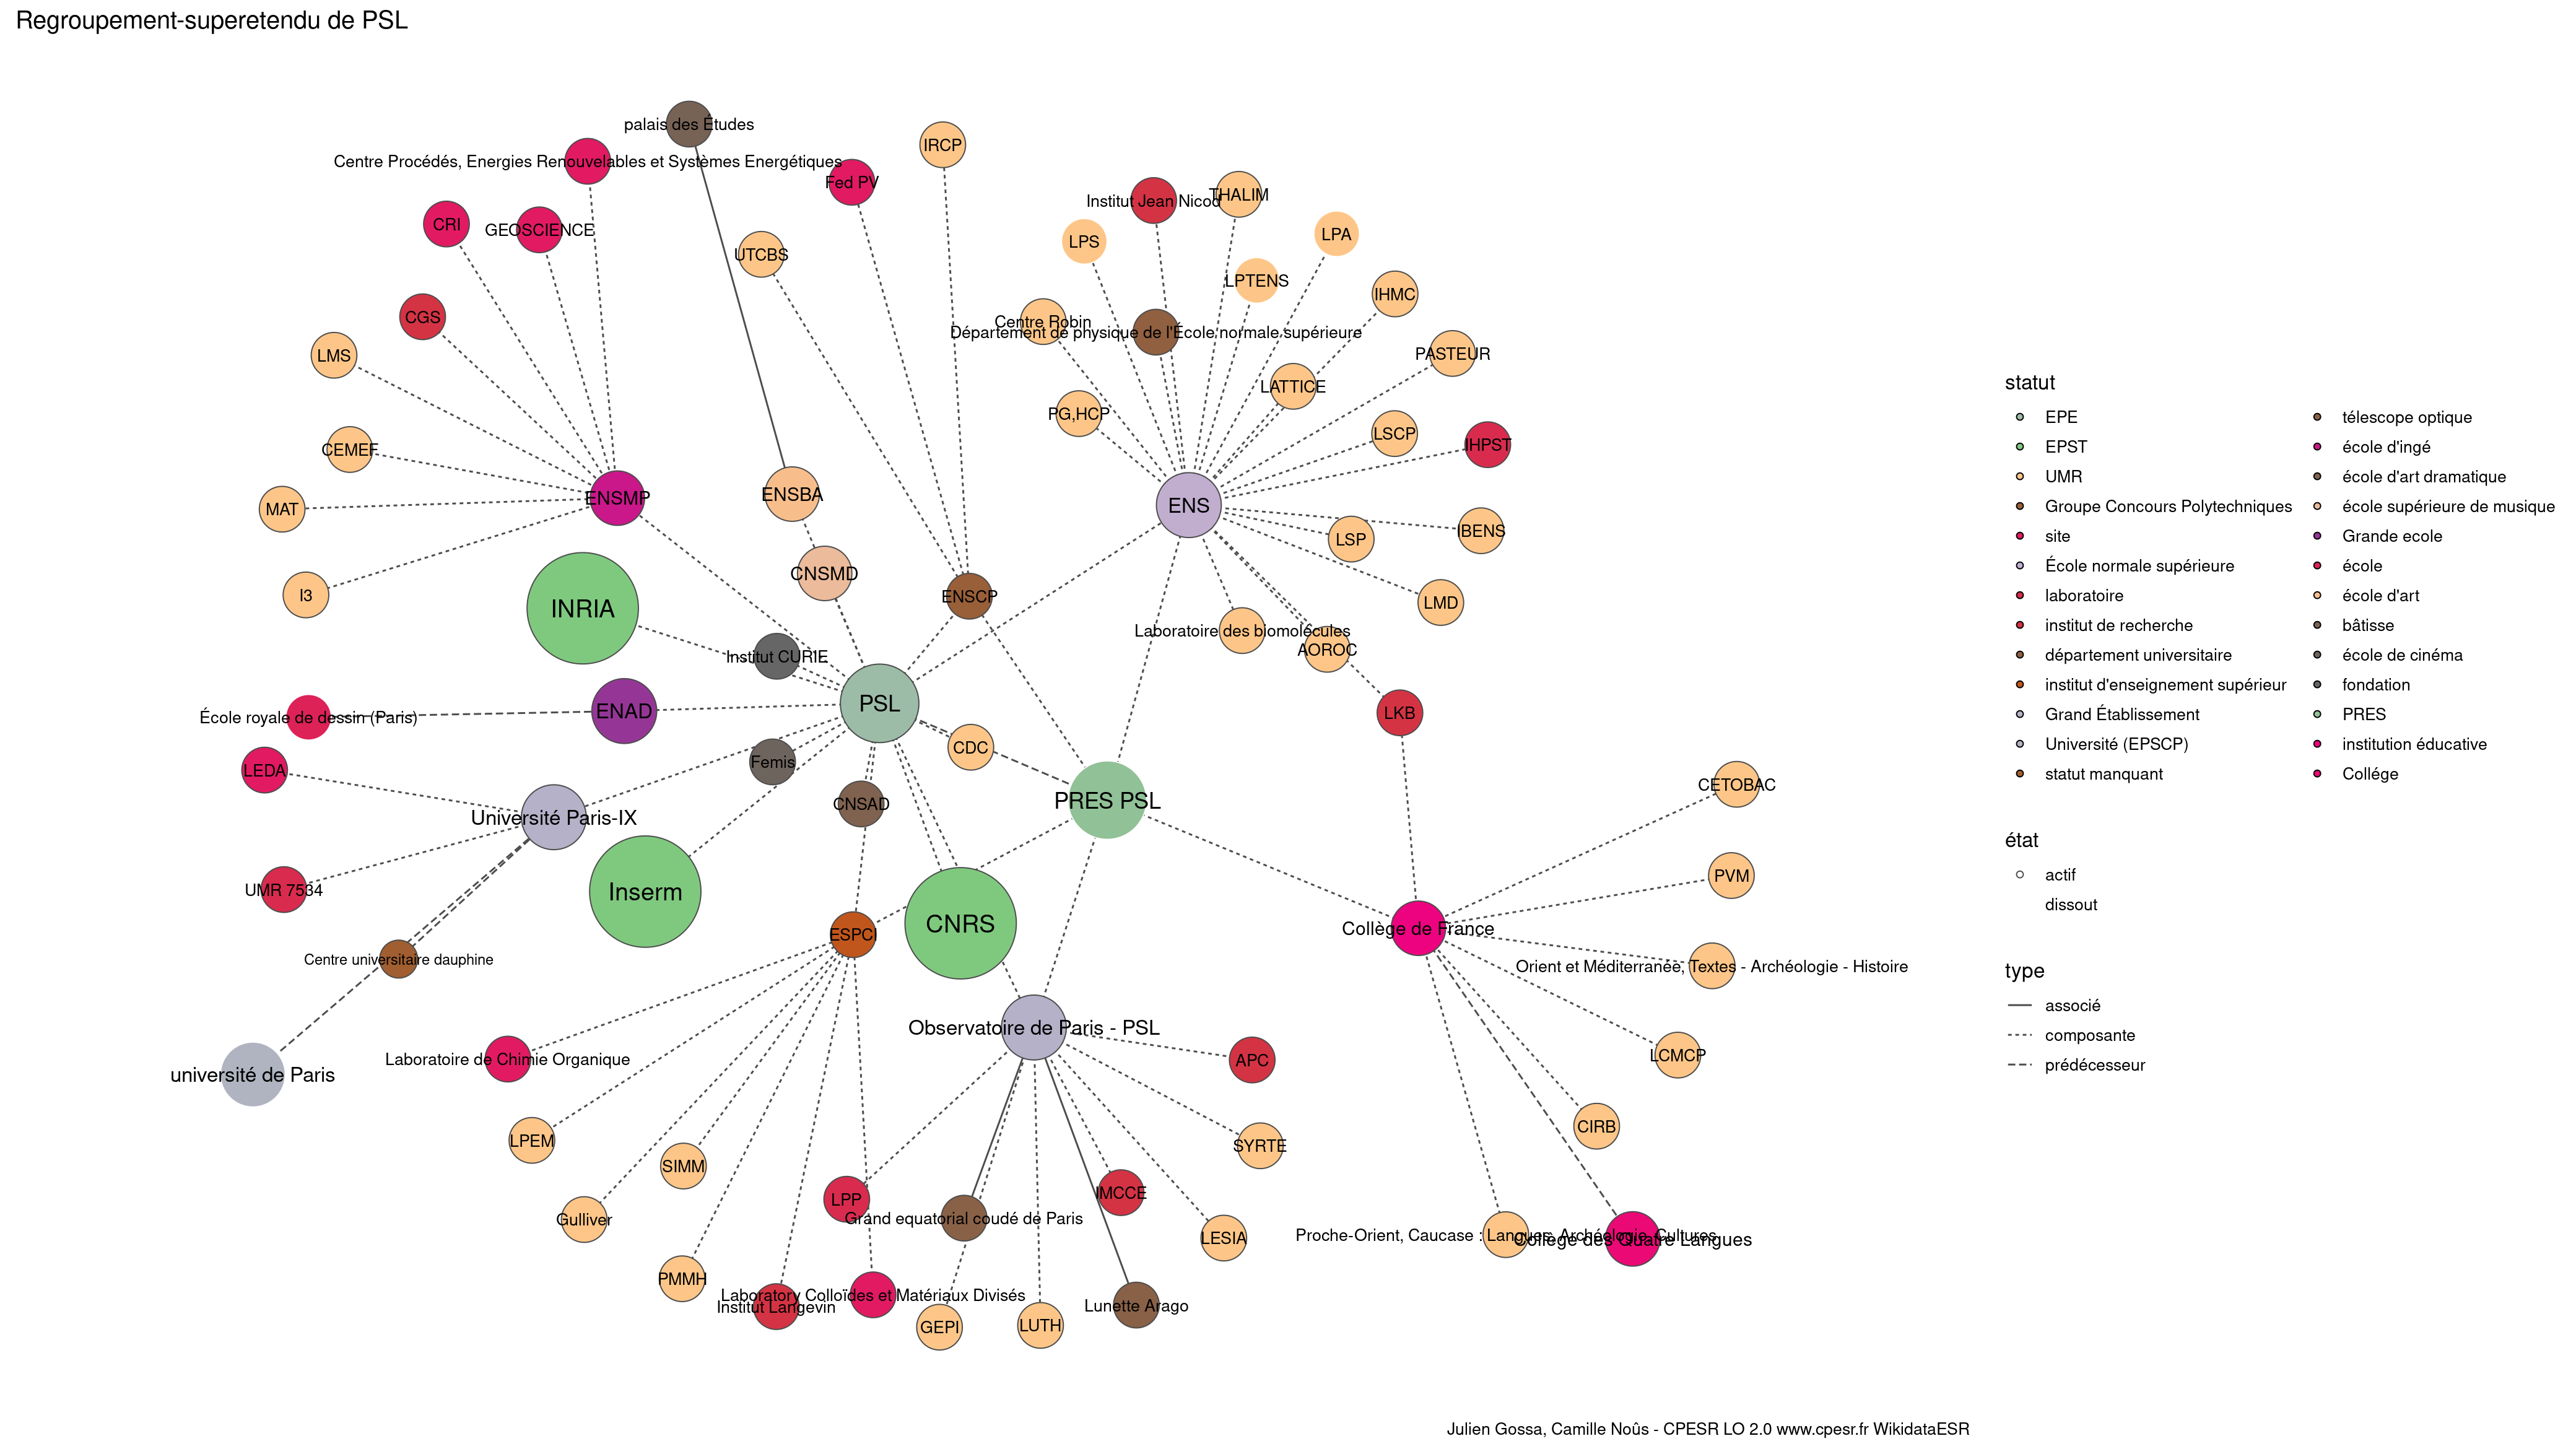 Regroupement-superetendu de PSL
palais des Études
IRCP
Centre Procédés, Energies Renouvelables et Systèmes Energétiques
Fed PV
THALIM
Institut Jean Nicod
CRI
GEOSCIENCE
LPS
LPA
UTCBS
LPTENS
IHMC
CGS
Centre Robin
Département de physique de l'École normale supérieure
LMS
PASTEUR
LATTICE
PG,HCP
LSCP
IHPST
CEMEF
ENSMP
ENSBA
ENS
MAT
LSP
IBENS
CNSMD
I3
INRIA
ENSCP
LMD
Laboratoire des biomolécules
AOROC
Institut CURIE
PSL
École royale de dessin (Paris)
ENAD
LKB
CDC
LEDA
Femis
CETOBAC
PRES PSL
CNSAD
Université Paris-IX
PVM
UMR 7534
Inserm
CNRS
ESPCI
Collège de France
Centre universitaire dauphine
Orient et Méditerranée, Textes - Archéologie - Histoire
Observatoire de Paris - PSL
université de Paris
Laboratoire de Chimie Organique
APC
LCMCP
LPEM
CIRB
SYRTE
SIMM
LPP
IMCCE
Gulliver
Grand equatorial coudé de Paris
LESIA
Proche-Orient, Caucase : Langues, Archéologie, Cultures
Collège des Quatre Langues
PMMH
Laboratory Colloïdes et Matériaux Divisés
Institut Langevin
GEPI
LUTH
Lunette Arago
statut
EPE
EPST
UMR
Groupe Concours Polytechniques
site
École normale supérieure
laboratoire
institut de recherche
département universitaire
institut d'enseignement supérieur
Grand Établissement
Université (EPSCP)
statut manquant
télescope optique
école d'ingé
école d'art dramatique
école supérieure de musique
Grande ecole
école
école d'art
bâtisse
école de cinéma
fondation
PRES
institution éducative
Collége
état
actif
dissout
type
associé
composante
prédécesseur
Julien Gossa, Camille Noûs - CPESR LO 2.0 www.cpesr.fr WikidataESR